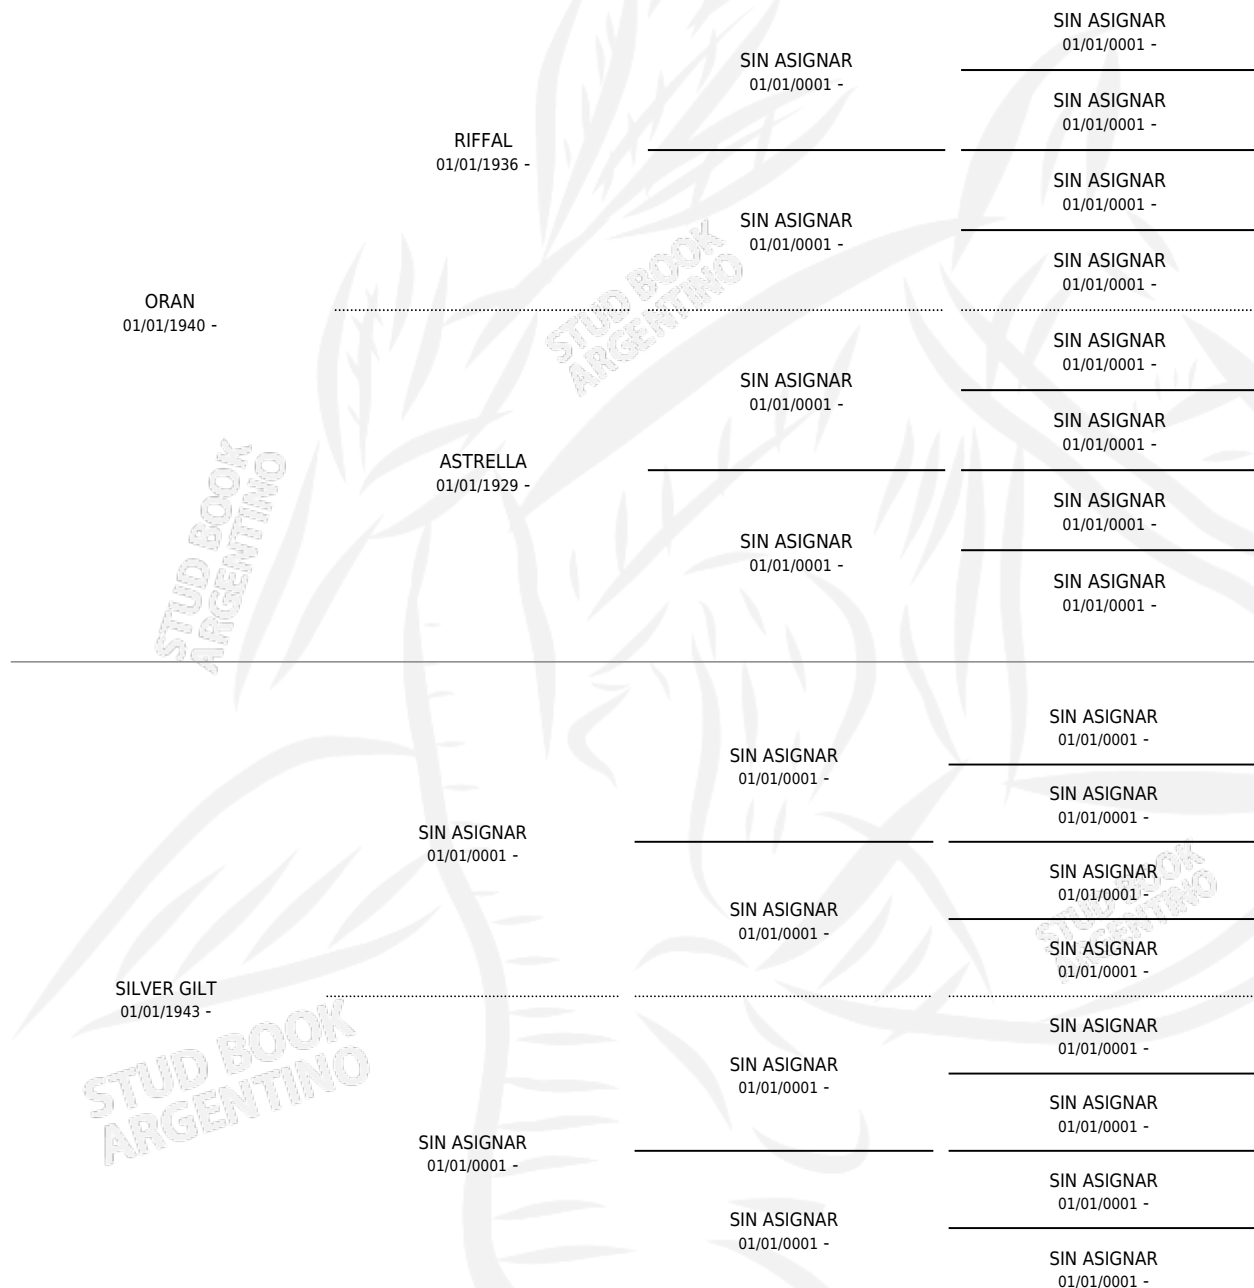 SIN ASIGNAR
01/01/0001 -
SIN ASIGNAR
01/01/0001 -
SIN ASIGNAR
01/01/0001 -
RIFFAL
01/01/1936 -
SIN ASIGNAR
01/01/0001 -
SIN ASIGNAR
01/01/0001 -
SIN ASIGNAR
01/01/0001 -
STUD BOOK
ARGENTINO
ORAN
01/01/1940 -
SIN ASIGNAR
01/01/0001 -
SIN ASIGNAR
01/01/0001 -
SIN ASIGNAR
01/01/0001 -
ASTRELLA
01/01/1929 -
STUD BOOK
ARGENTINO
SIN ASIGNAR
01/01/0001 -
SIN ASIGNAR
01/01/0001 -
SIN ASIGNAR
01/01/0001 -
SIN ASIGNAR
01/01/0001 -
SIN ASIGNAR
01/01/0001 -
SIN ASIGNAR
01/01/0001 -
SIN ASIGNAR
01/01/0001 -
SIN ASIGNAR
01/01/0001 -
SIN ASIGNAR
01/01/0001 -
STUD BOOK
ARGENTINO
SIN ASIGNAR
01/01/0001 -
SIN ASIGNAR
01/01/0001 -
SILVER GILT
01/01/1943 -
STUD BOOK
ARGENTINO
SIN ASIGNAR
01/01/0001 -
SIN ASIGNAR
01/01/0001 -
SIN ASIGNAR
01/01/0001 -
SIN ASIGNAR
01/01/0001 -
SIN ASIGNAR
01/01/0001 -
SIN ASIGNAR
01/01/0001 -
SIN ASIGNAR
01/01/0001 -